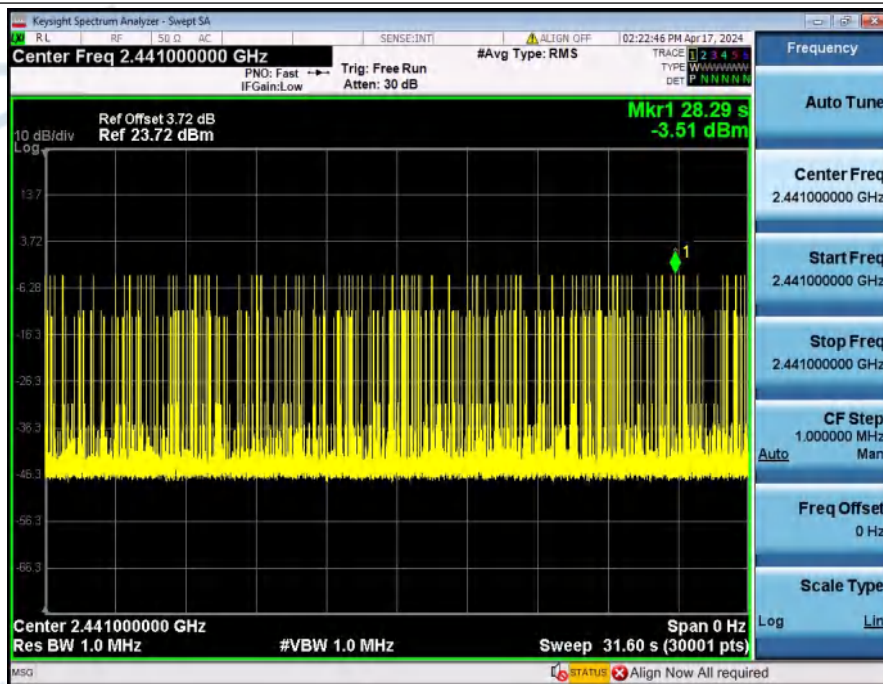 Keysight Spectrum Analyzer - Swept SA
RL RF 50 Ω AC SENSE:INT ALIGN OFF 02:22:46 PM Apr 17, 2024
Center Freq 2.441000000 GHz
PNO: Fast
IFGain:Low
Trig: Free Run
Atten: 30 dB
#Avg Type: RMS
TRACE 1 2 3 4 5 6
TYPE WWWWWW
DET P N N N N N
Mkr1 28.29 s
-3.51 dBm
Ref Offset 3.72 dB
10 dB/div Ref 23.72 dBm
Log
13.7
3.72
1
-6.28
-16.3
-26.3
-36.3
-46.3
-56.3
-66.3
Center 2.441000000 GHz Span 0 Hz
Res BW 1.0 MHz #VBW 1.0 MHz Sweep 31.60 s (30001 pts)
MSG STATUS Align Now All required
Frequency
Auto Tune
Center Freq
2.441000000 GHz
Start Freq
2.441000000 GHz
Stop Freq
2.441000000 GHz
CF Step
1.000000 MHz
Auto Man
Freq Offset
0 Hz
Scale Type
Log Lin